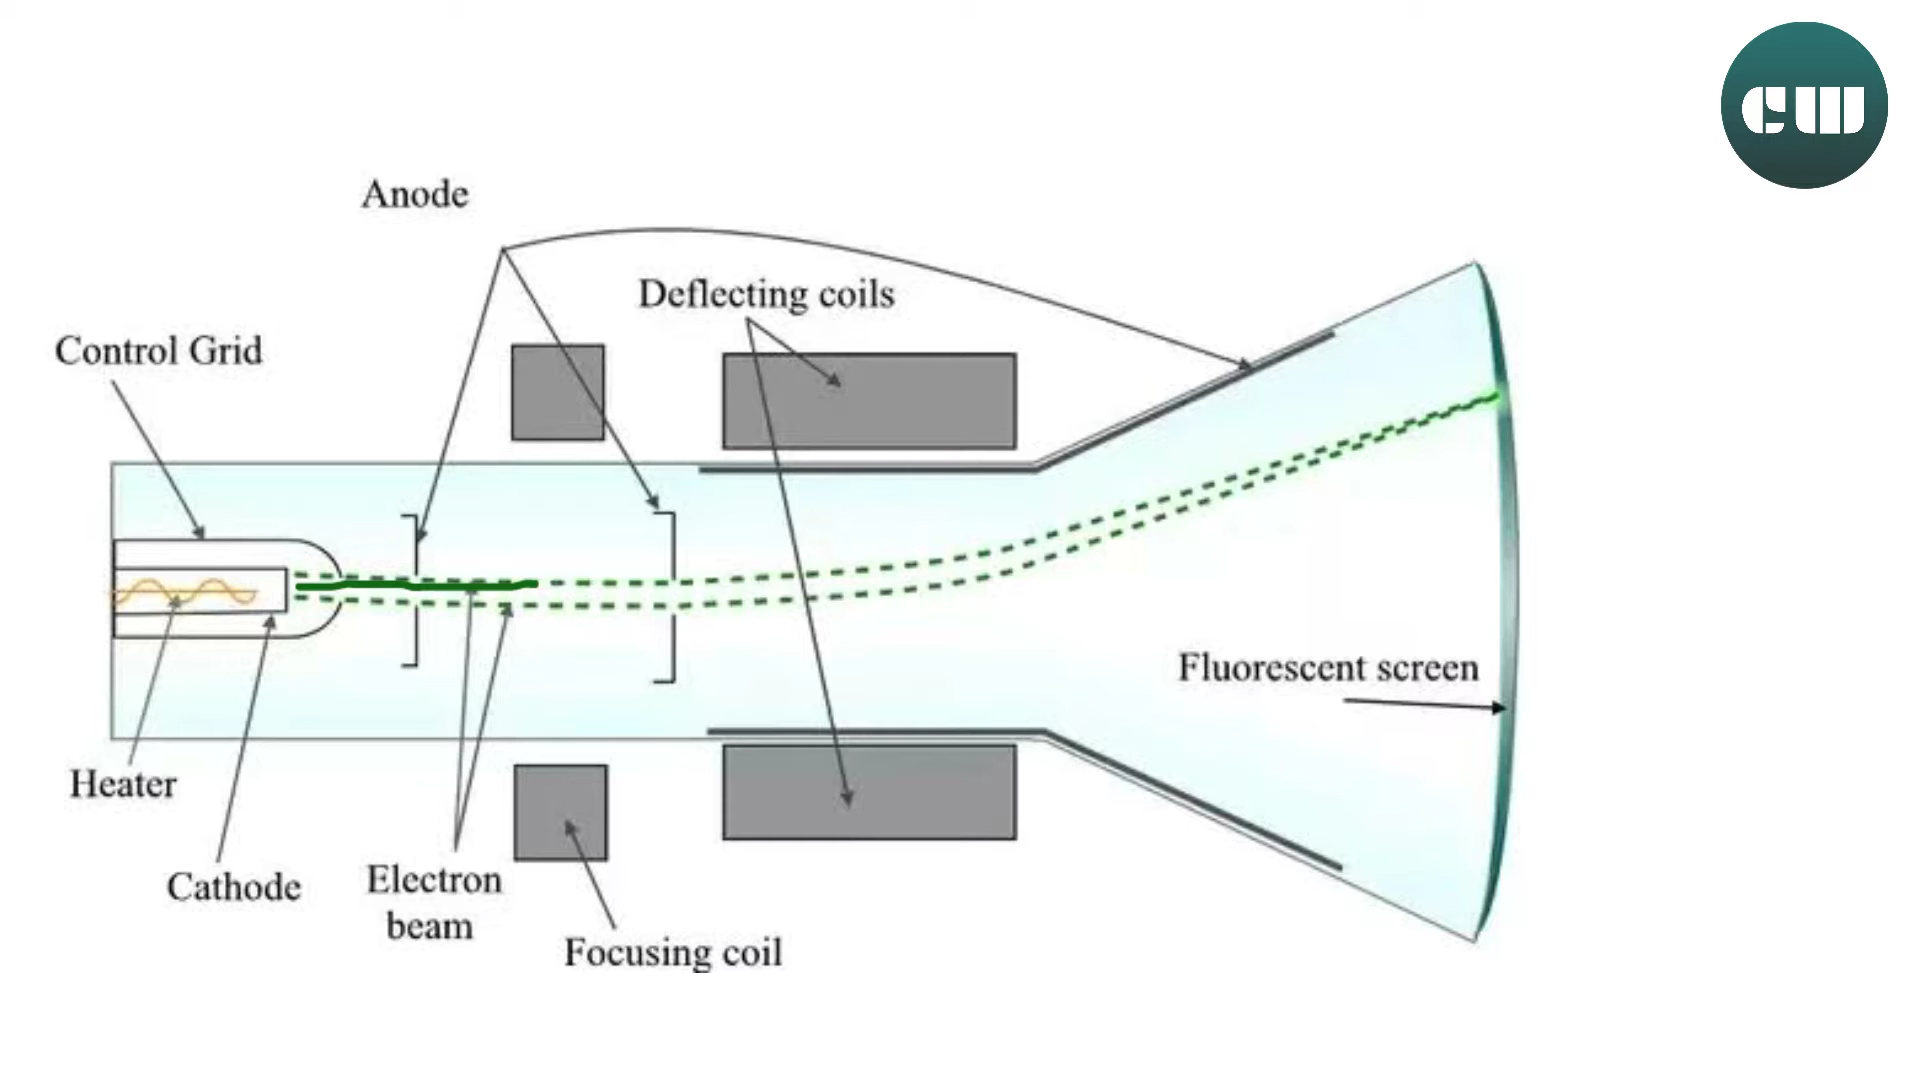 Anode
Deflecting coils
Control Grid
Fluorescent screen
Heater
Cathode
Electron
beam
Focusing coil